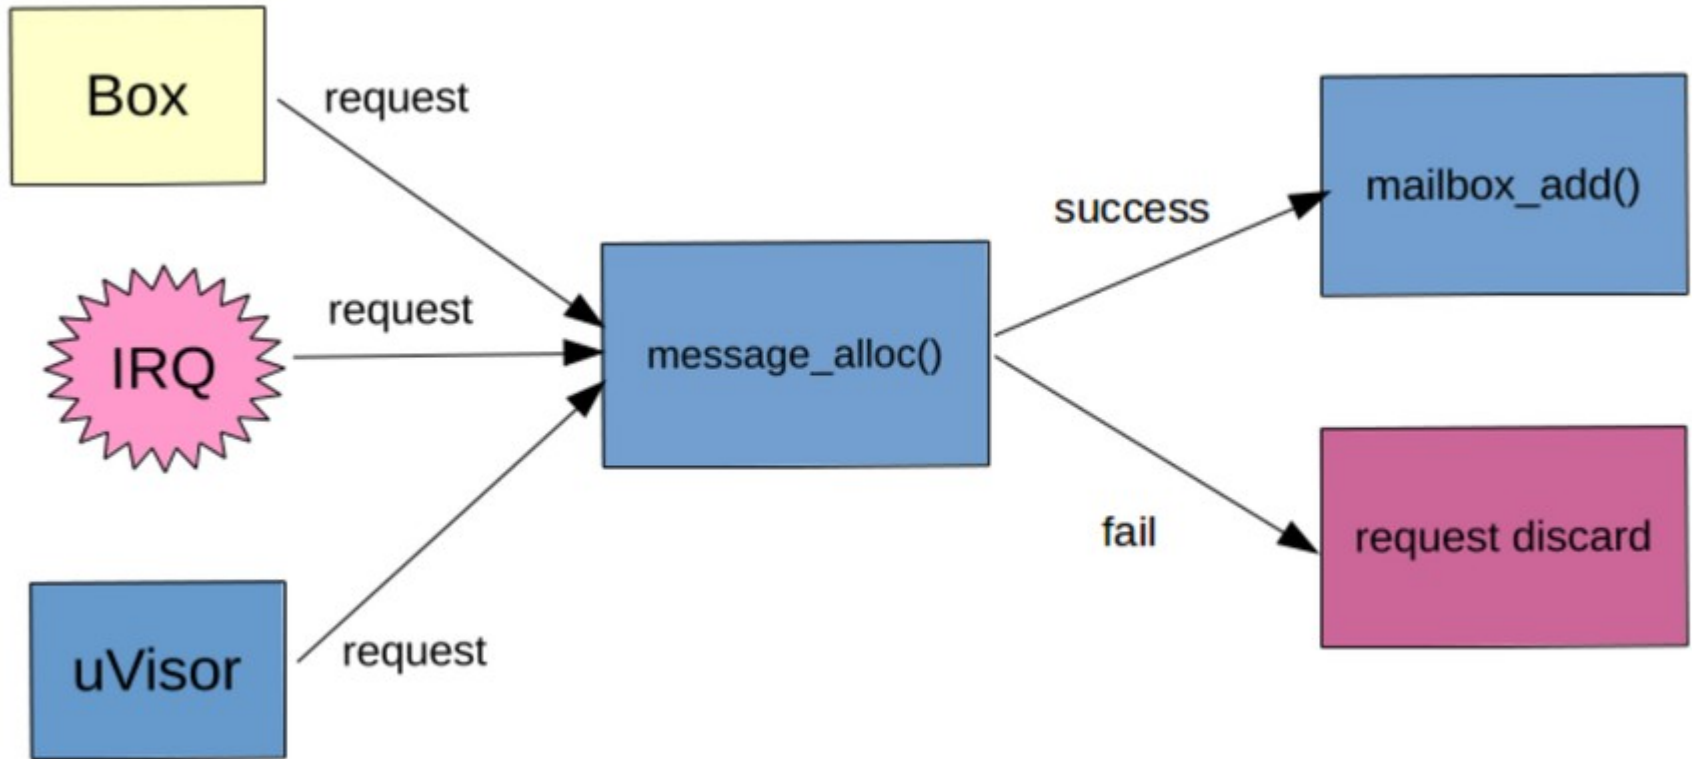 Box
request
IRQ
request
uVisor
request
message_alloc()
success
fail
mailbox_add()
request discard